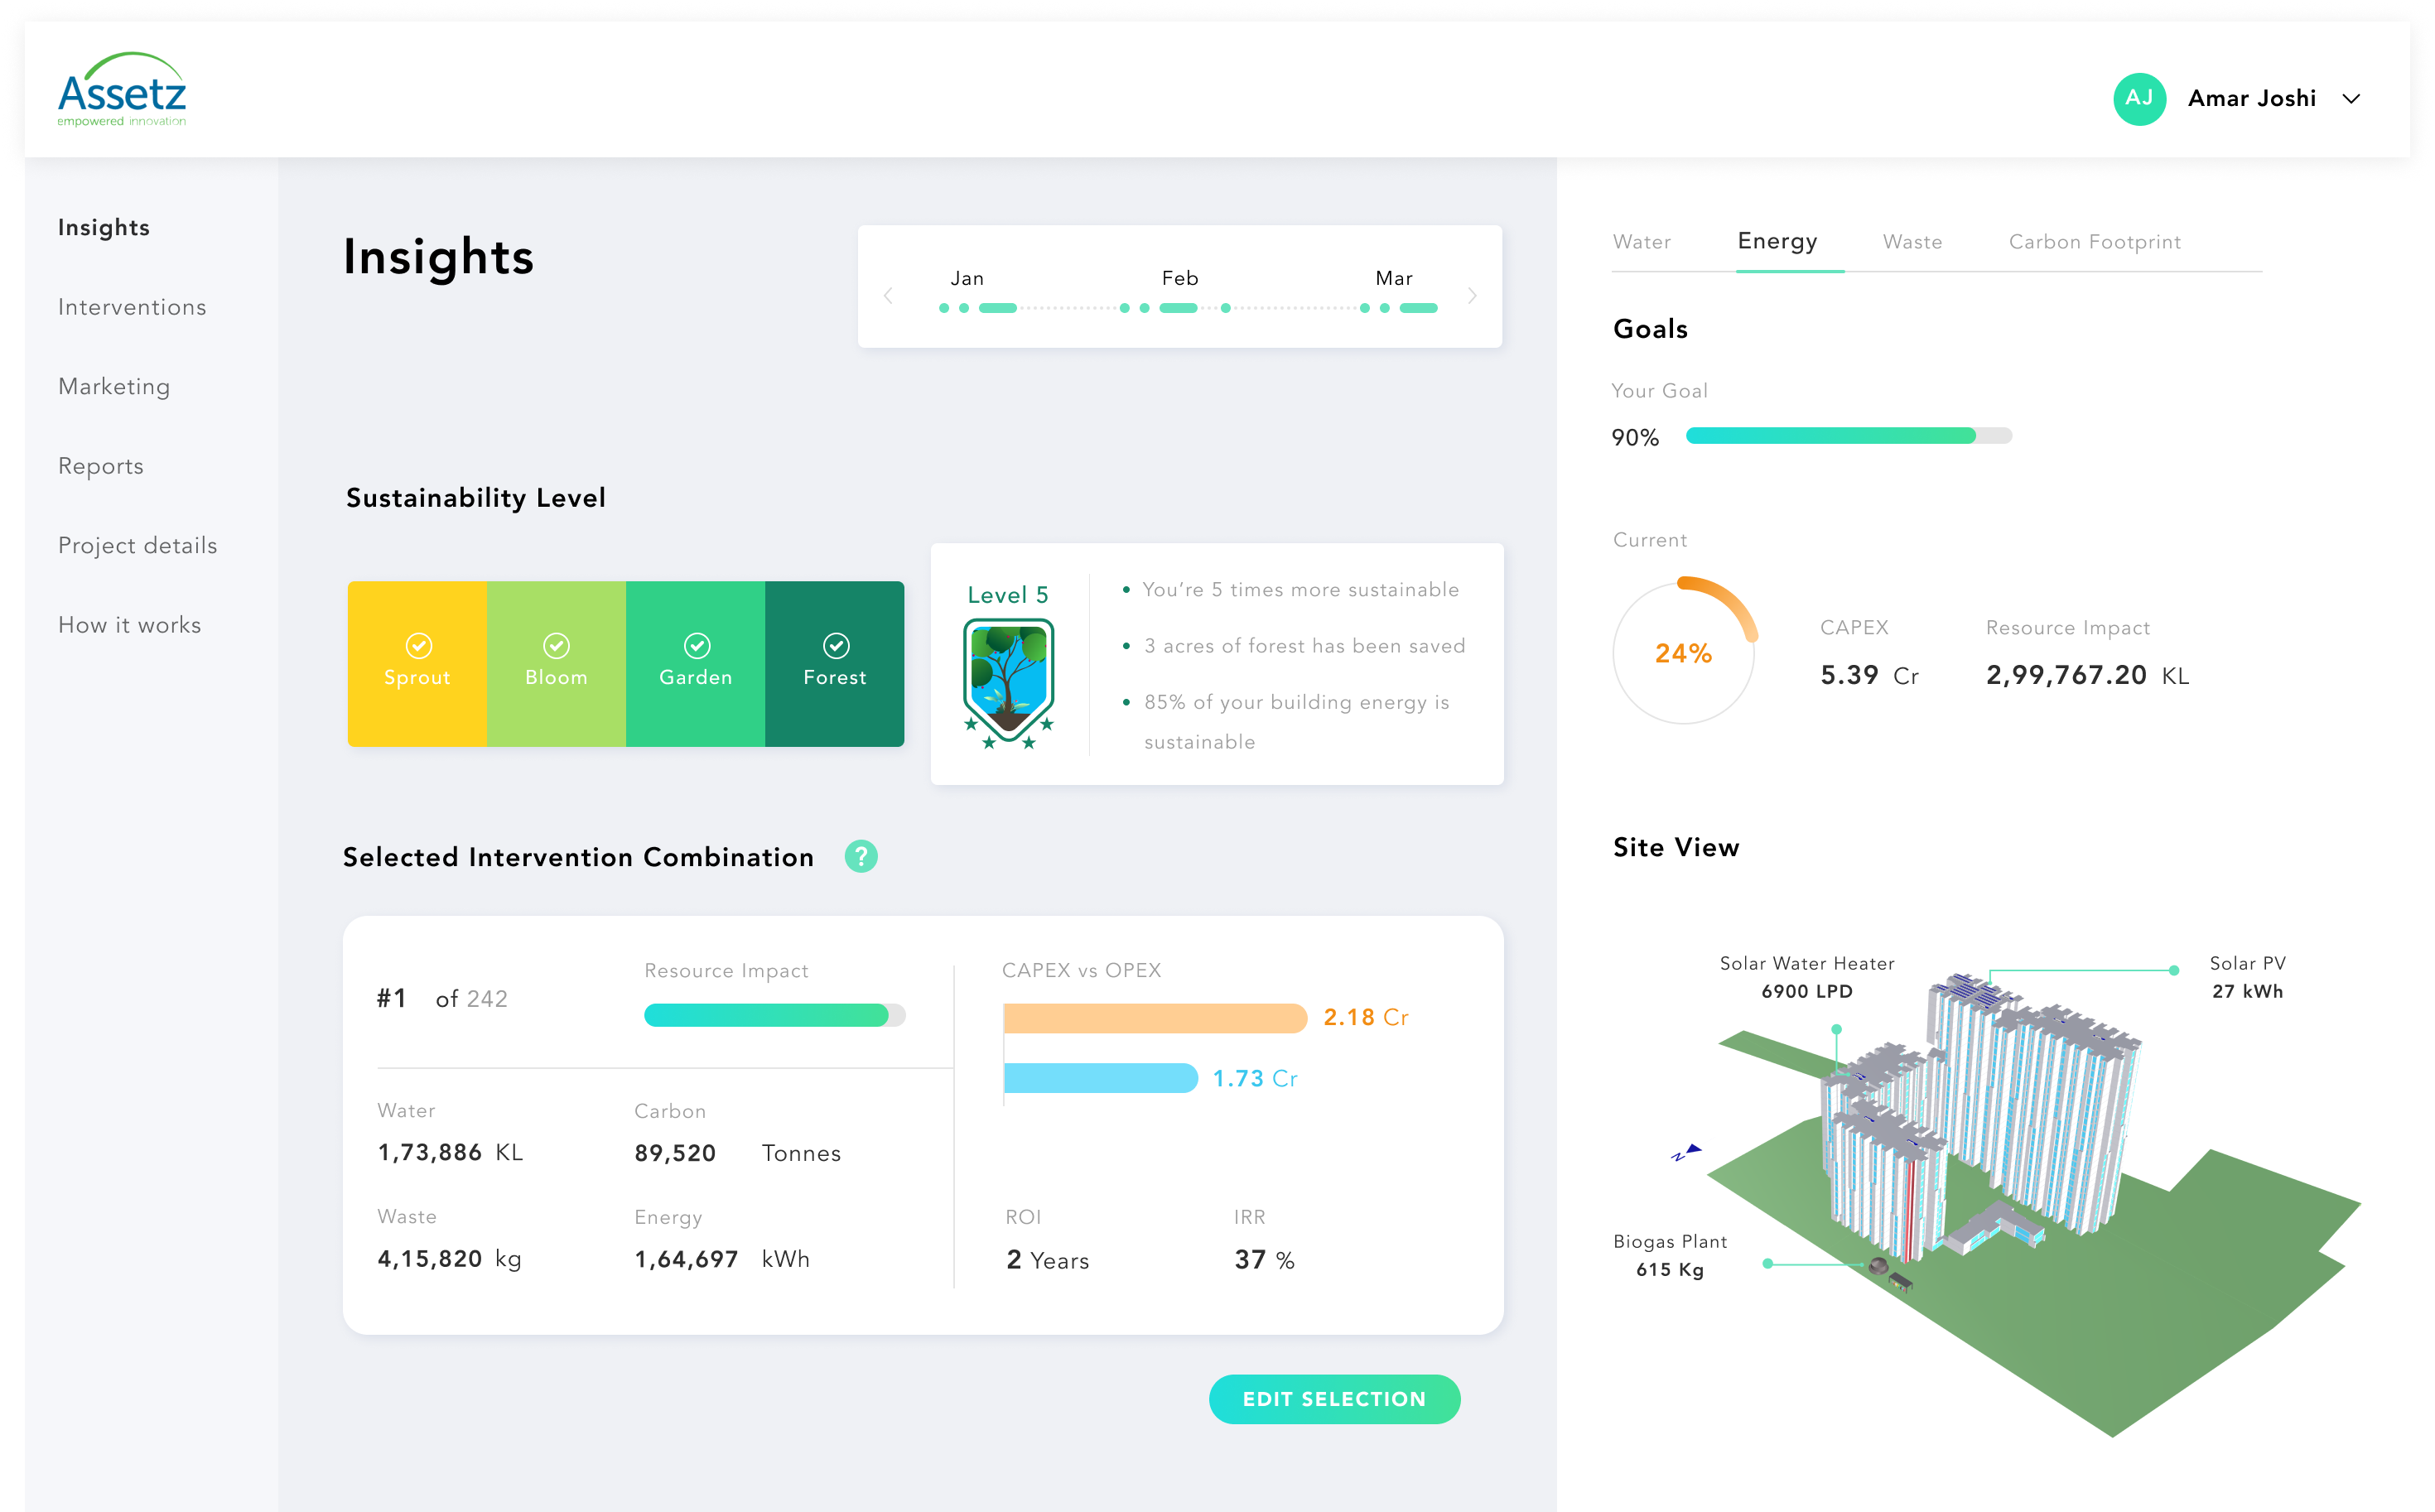 Assetz
empowered innovation
AJ Amar Joshi
Insights
Interventions
Marketing
Reports
Project details
How it works
Insights
Jan Feb Mar
Sustainability Level
Sprout Bloom Garden Forest
Level 5
You’re 5 times more sustainable
3 acres of forest has been saved
85% of your building energy is
sustainable
Selected Intervention Combination ?
#1 of 242
Resource Impact
Water
1,73,886 KL
Carbon
89,520 Tonnes
Waste
4,15,820 kg
Energy
1,64,697 kWh
CAPEX vs OPEX
2.18 Cr
1.73 Cr
ROI
2 Years
IRR
37 %
EDIT SELECTION
Water Energy Waste Carbon Footprint
Goals
Your Goal
90%
Current
24%
CAPEX
5.39 Cr
Resource Impact
2,99,767.20 KL
Site View
Solar Water Heater
6900 LPD
Solar PV
27 kWh
N
Biogas Plant
615 Kg